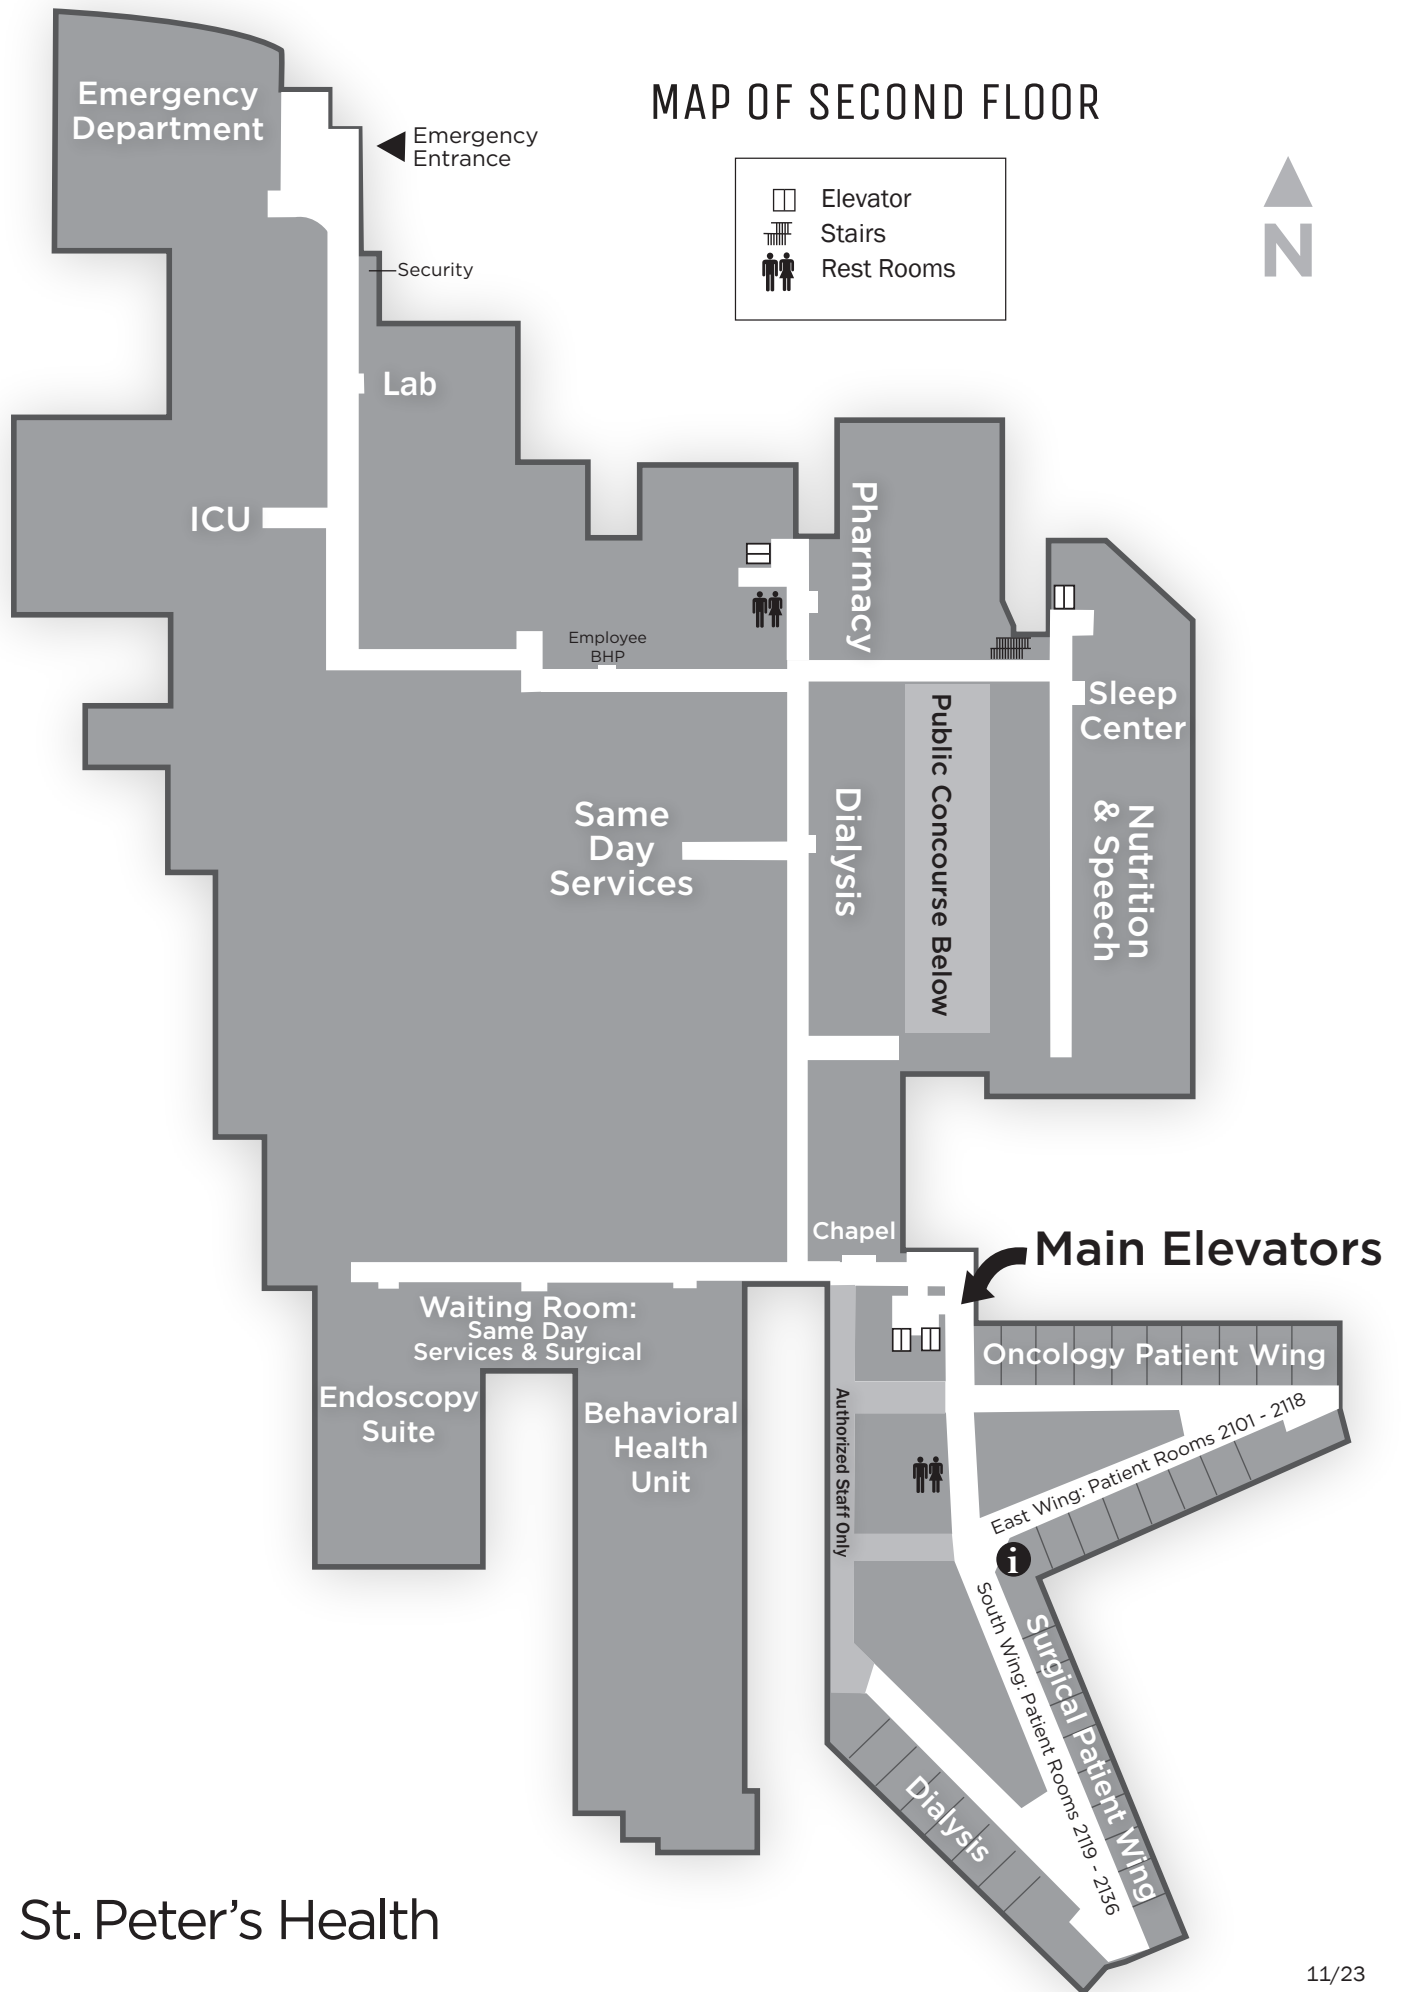 MAP OF SECOND FLOOR
Emergency
Department
Emergency
Entrance
Elevator
Stairs
Rest Rooms
N
Security
Lab
ICU
Pharmacy
Employee
BHP
Sleep
Center
Public Concourse Below
Same
Day
Services
Dialysis
Nutrition
& Speech
Chapel
Main Elevators
Waiting Room:
Same Day
Services & Surgical
Oncology Patient Wing
Endoscopy
Suite
Behavioral
Health
Unit
Authorized Staff Only
East Wing: Patient Rooms 2101 - 2118
i
South Wing: Patient Rooms 2119 - 2136
Surgical Patient Wing
Dialysis
St. Peter’s Health
11/23